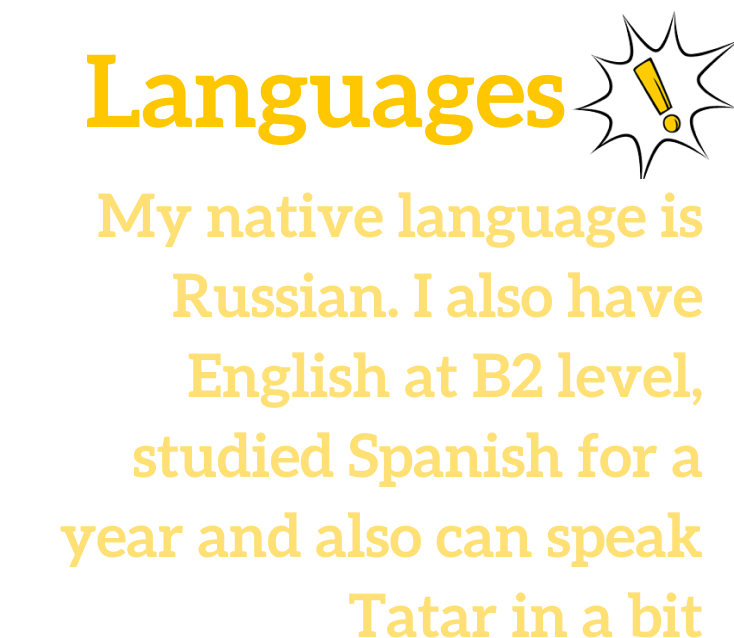 Languages
My native language is
Russian. I also have
English at B2 level,
studied Spanish for a
year and also can speak
Tatar in a bit